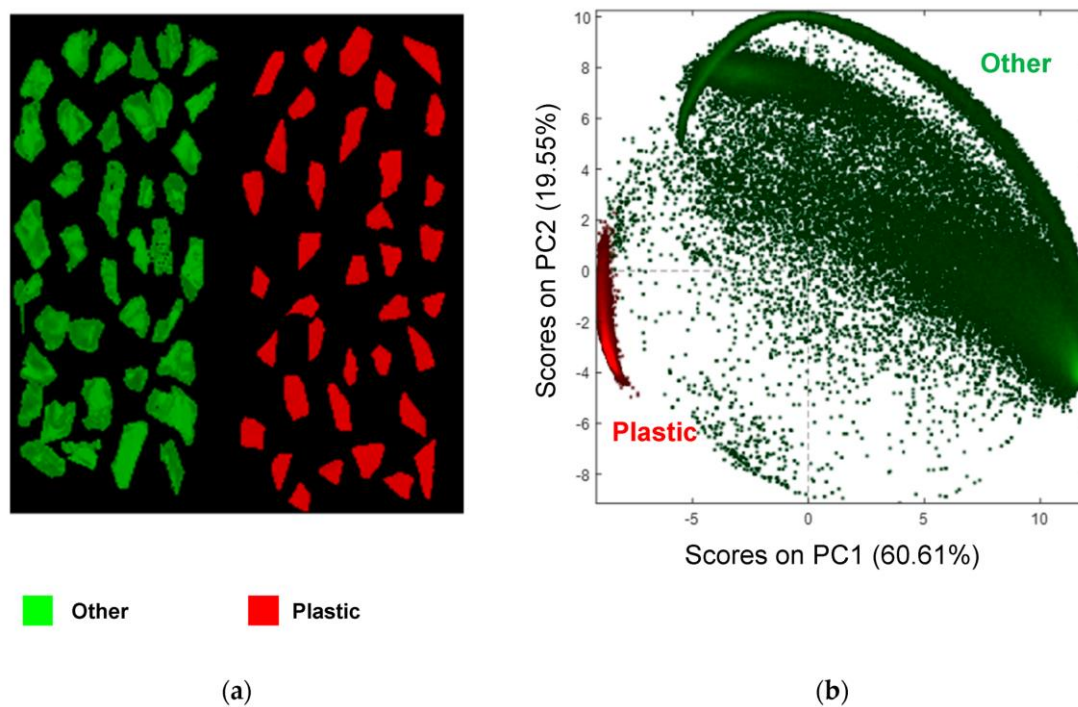 Other
Plastic
(a)
10
8
6
4
2
0
-2
-4
-6
-8
Scores on PC2 (19.55%)
Other
Plastic
-5
0
5
10
Scores on PC1 (60.61%)
(b)